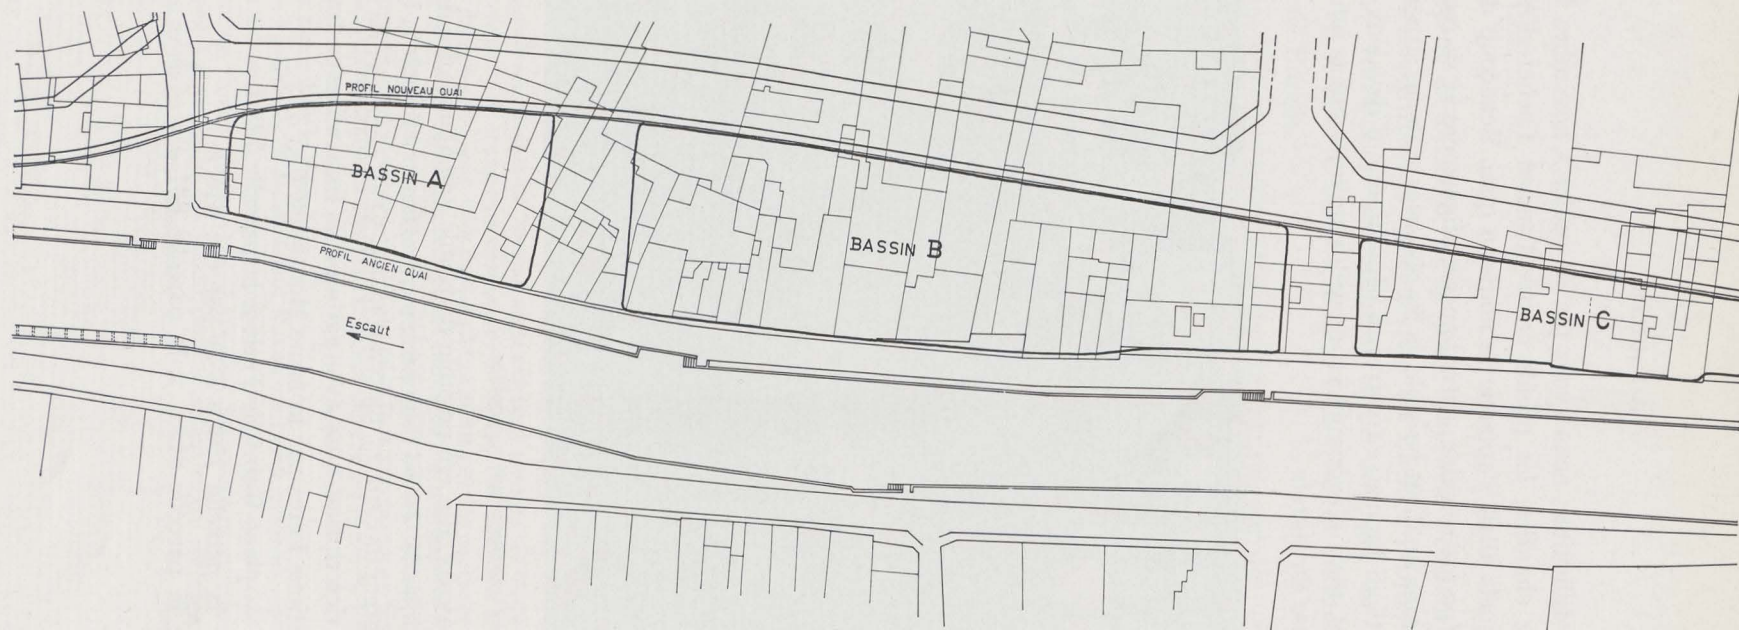 PROFIL NOUVEAU QUAI
BASSIN A
BASSIN B
PROFIL ANCIEN QUAI
BASSIN C
Escaut